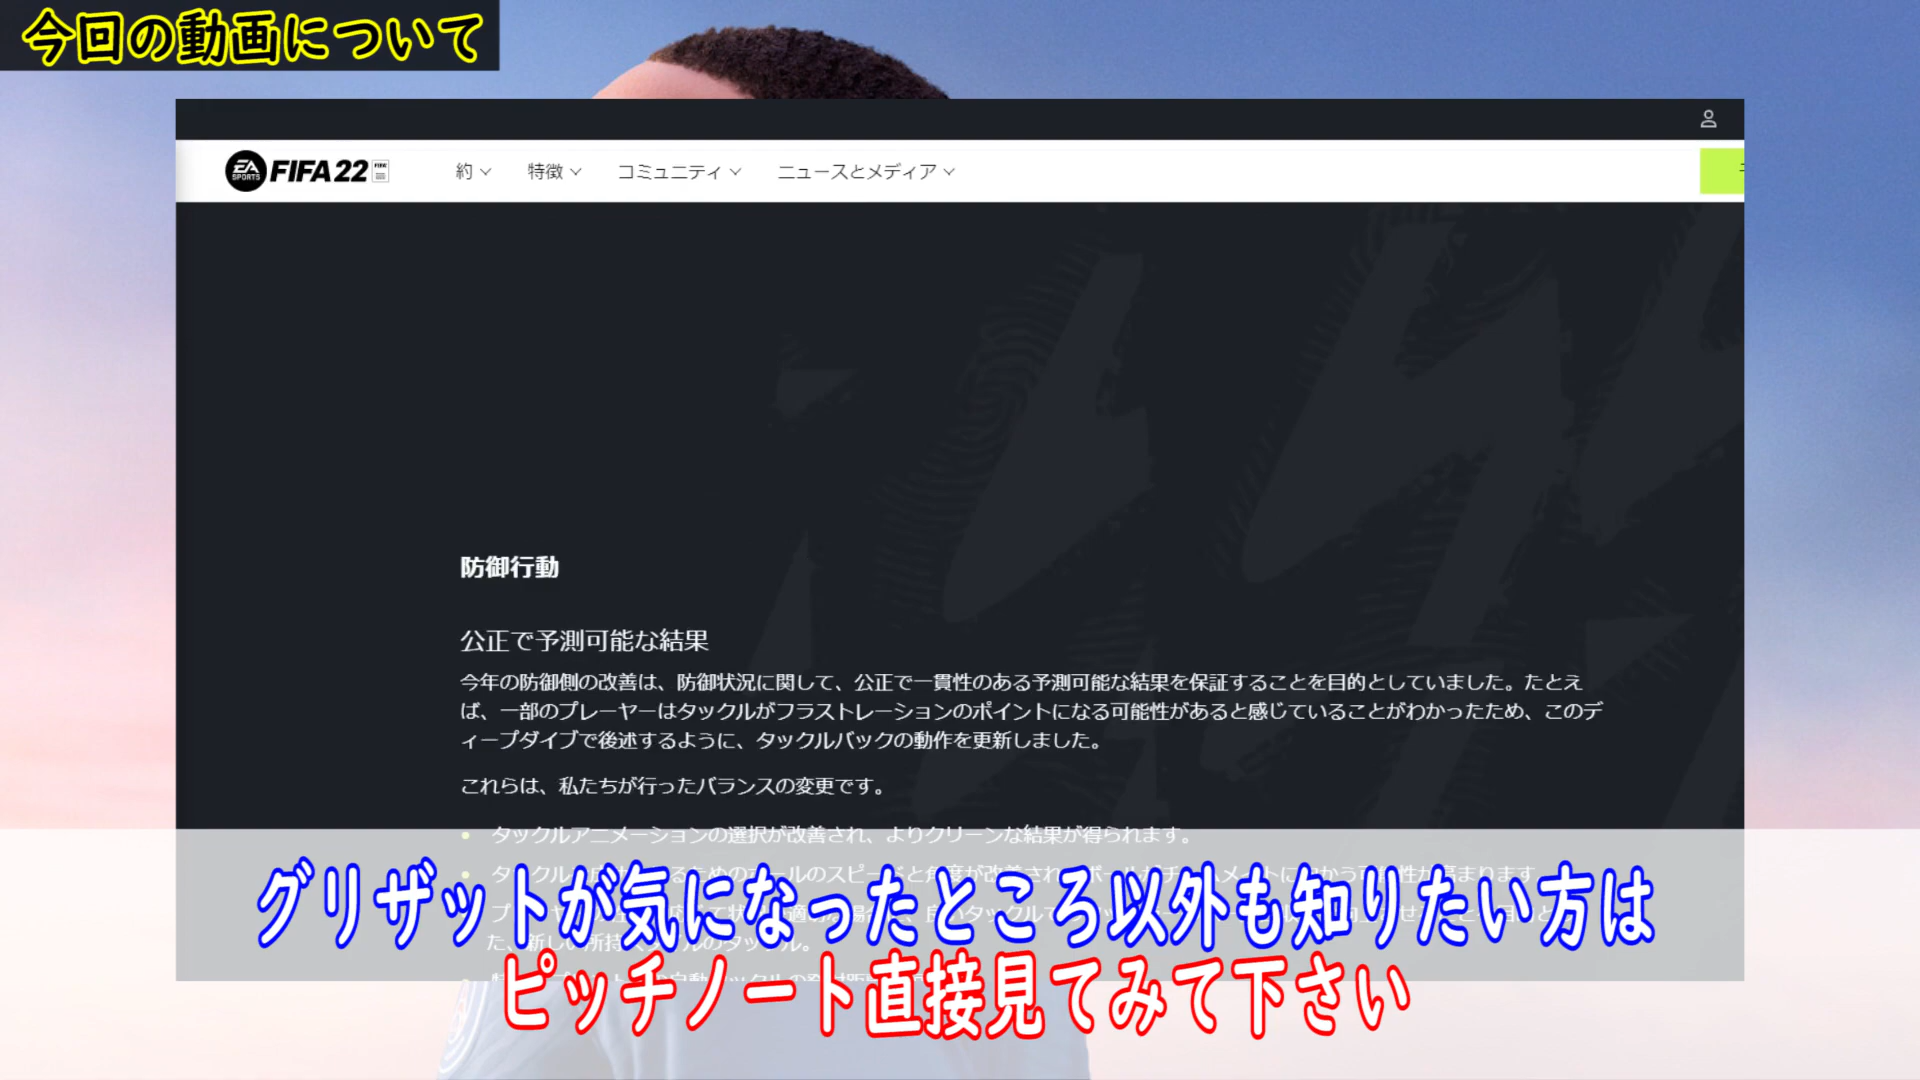 今回の動画について
EA SPORTS FIFA 22
約
特徴
コミュニティ
ニュースとメディア
防御行動
公正で予測可能な結果
今年の防御側の改善は、防御状況に関して、公正で一貫性のある予測可能な結果を保証することを目的としていました。たとえ
ば、一部のプレーヤーはタックルがフラストレーションのポイントになる可能性があると感じていることがわかったため、このデ
ィープダイブで後述するように、タックルバックの動作を更新しました。
これらは、私たちが行ったバランスの変更です。
タックルアニメーションの選択が改善され、よりクリーンな結果が得られます。
グリザットが気になったところ以外も知りたい方は
ピッチノート直接見てみて下さい